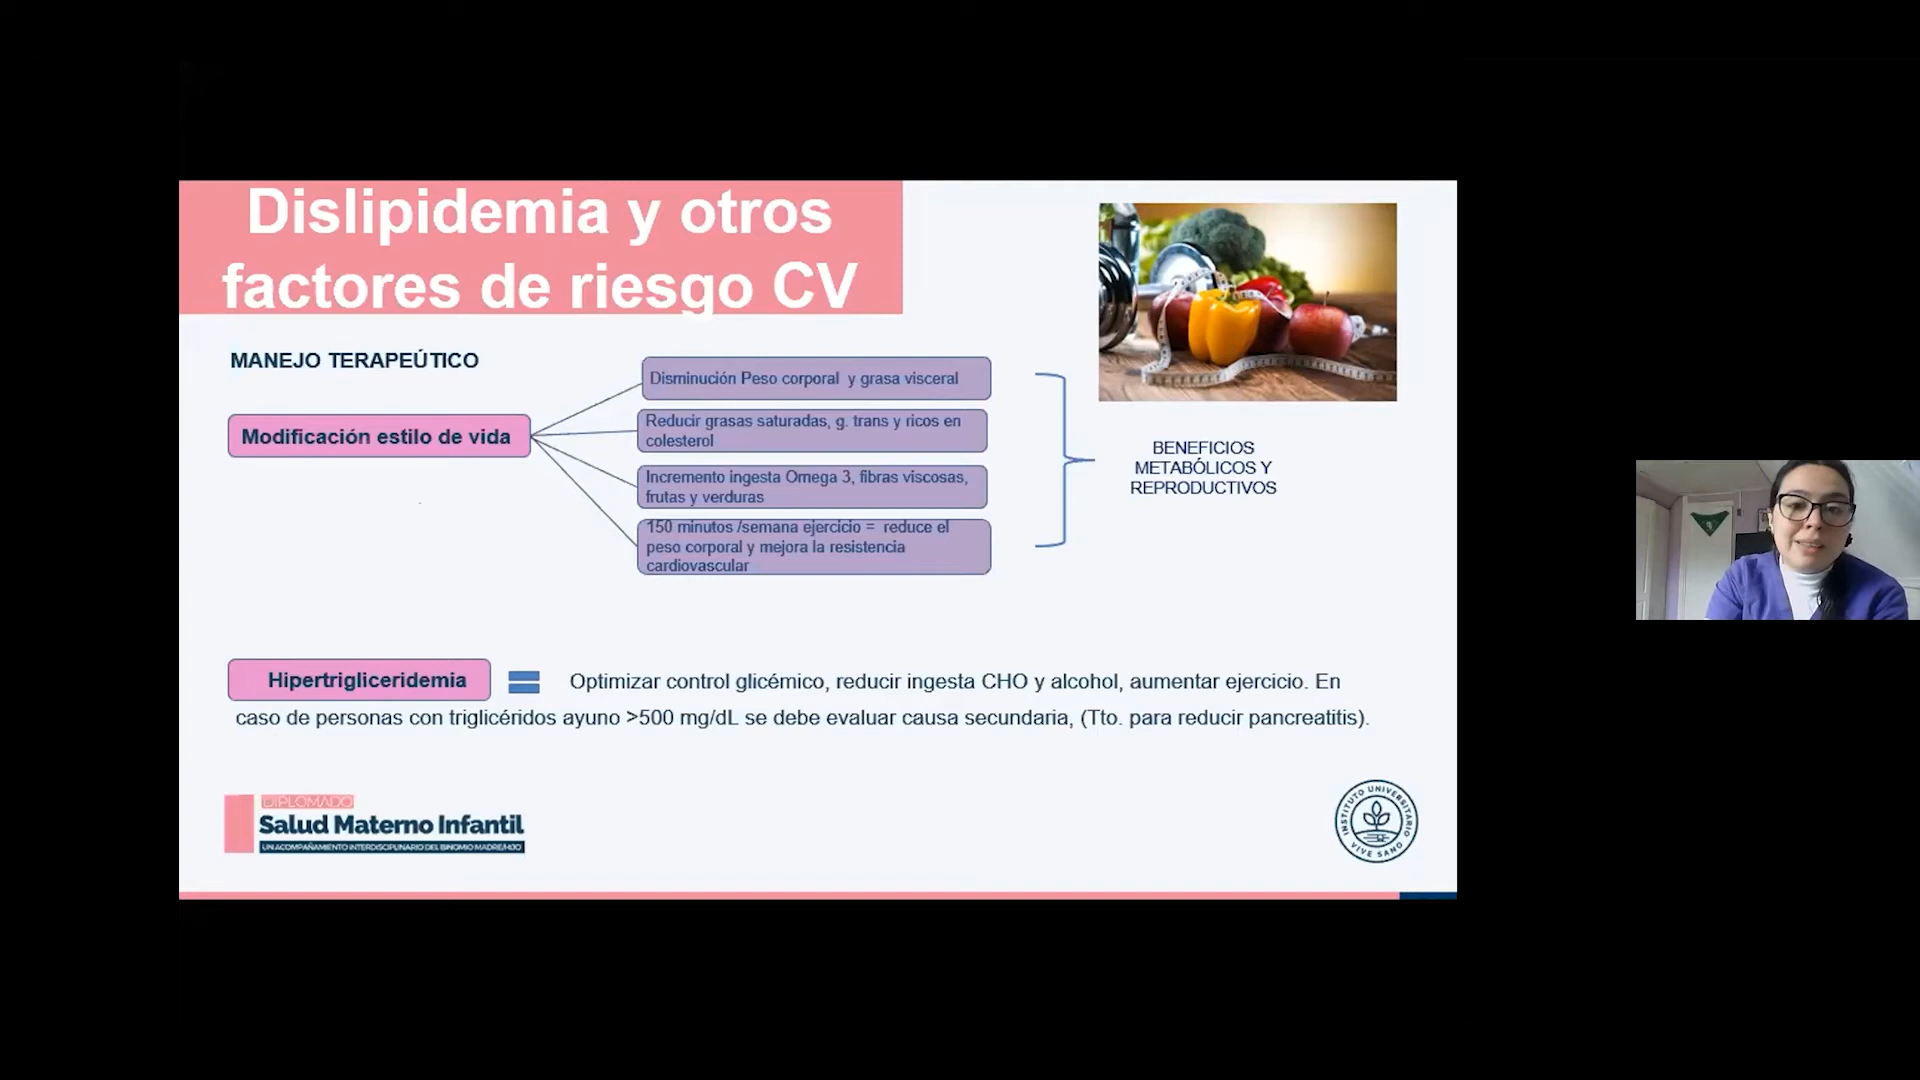 Dislipidemia y otros
factores de riesgo CV
MANEJO TERAPEÚTICO
Modificación estilo de vida
Disminución Peso corporal y grasa visceral
Reducir grasas saturadas, g. trans y ricos en
colesterol
Incremento ingesta Omega 3, fibras viscosas,
frutas y verduras
150 minutos /semana ejercicio = reduce el
peso corporal y mejora la resistencia
cardiovascular
BENEFICIOS
METABÓLICOS Y
REPRODUCTIVOS
Hipertrigliceridemia
Optimizar control glicémico, reducir ingesta CHO y alcohol, aumentar ejercicio. En
caso de personas con triglicéridos ayuno >500 mg/dL se debe evaluar causa secundaria, (Tto. para reducir pancreatitis).
DIPLOMADO
Salud Materno Infantil
UN ACOMPAÑAMIENTO INTERDISCIPLINARIO DEL BINOMIO MADRE/HIJO
INSTITUTO UNIVERSITARIO
VIVE SANO